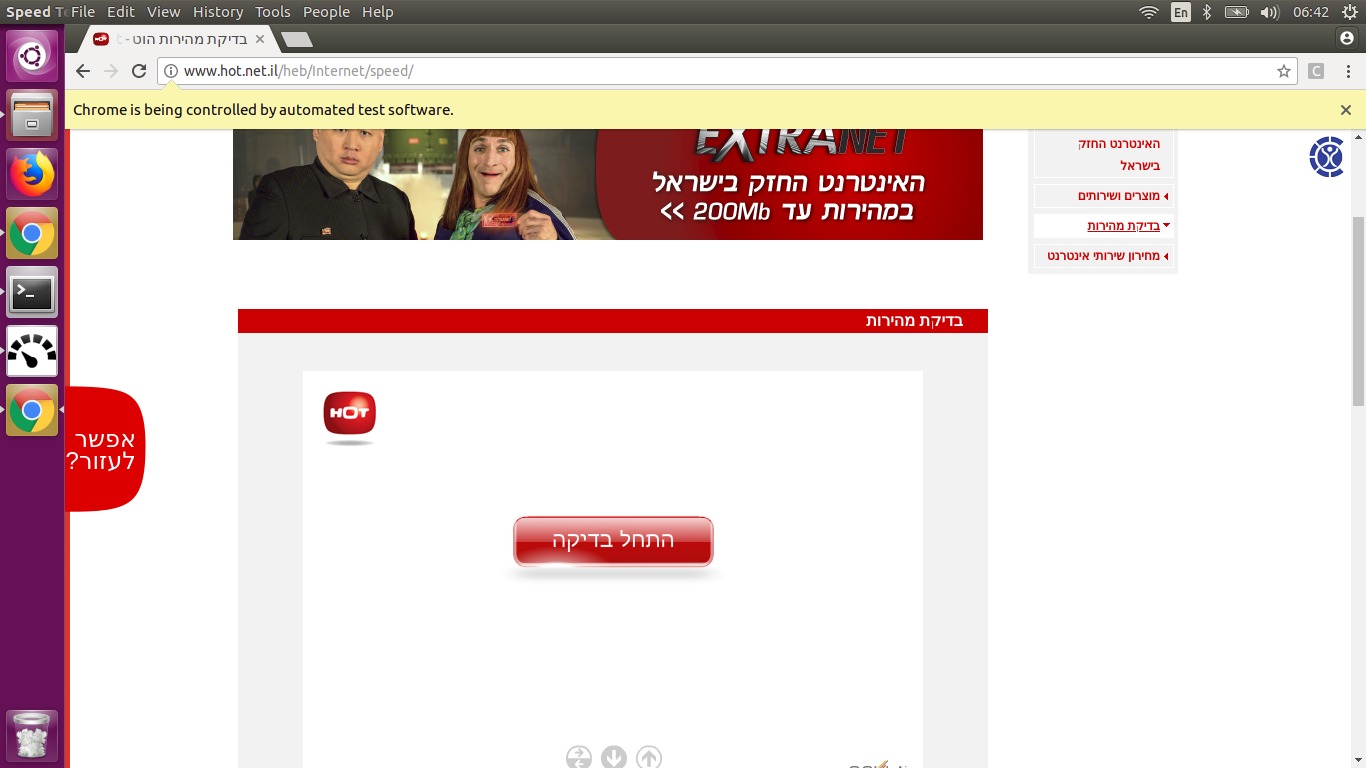 Speed Te File Edit View History Tools People Help
En
06:42
בדיקת מהירות הוט -
www.hot.net.il/heb/Internet/speed/
C
Chrome is being controlled by automated test software.
EXTRANET
האינטרנט החזק בישראל
במהירות עד 200Mb >>
האינטרנט החזק
בישראל
מוצרים ושירותים
בדיקת מהירות
מחירון שירותי אינטרנט
בדיקת מהירות
HOT
אפשר
לעזור?
התחל בדיקה